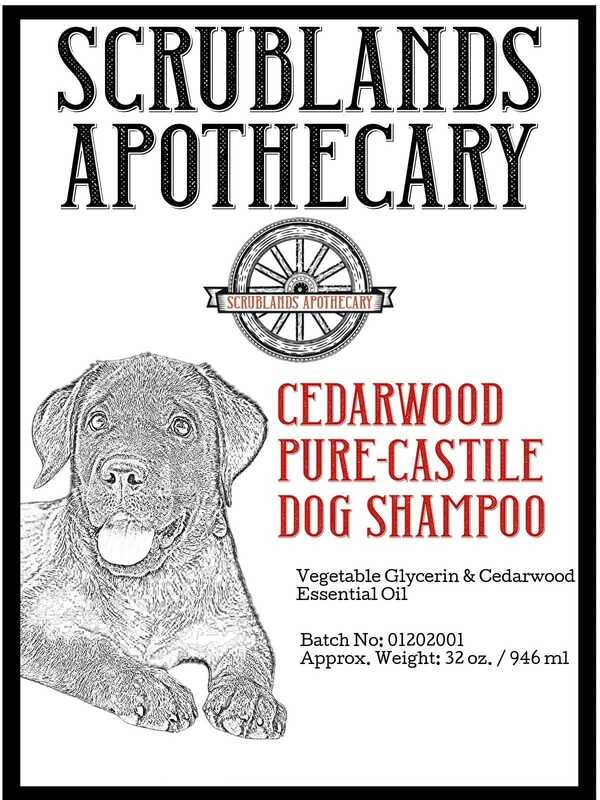 SCRUBLANDS
APOTHECARY
SCRUBLANDS APOTHECARY
CEDARWOOD
PURE-CASTILE
DOG SHAMPOO
Vegetable Glycerin & Cedarwood
Essential Oil
Batch No: 01202001
Approx. Weight: 32 oz. / 946 ml